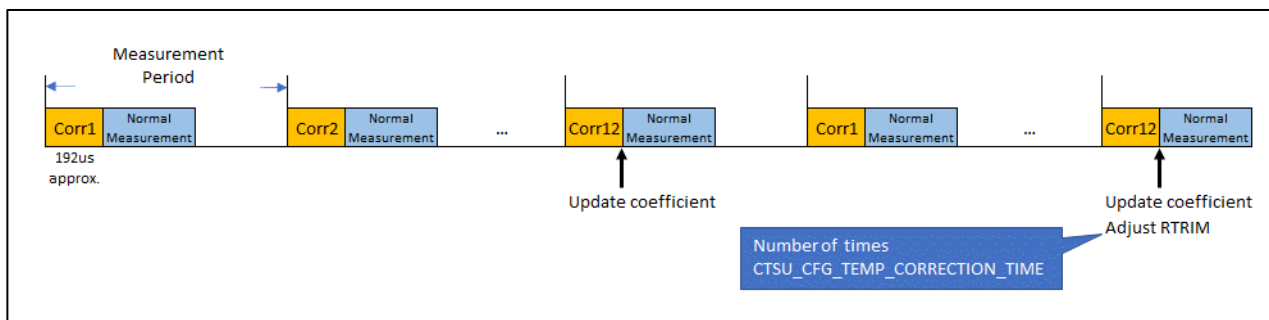 Measurement
Period
Corr1
Normal
Measurement
Corr2
Normal
Measurement
...
Corr12
Normal
Measurement
Corr1
Normal
Measurement
...
Corr12
Normal
Measurement
192us
approx.
Update coefficient
Update coefficient
Adjust RTRIM
Number of times
CTSU_CFG_TEMP_CORRECTION_TIME